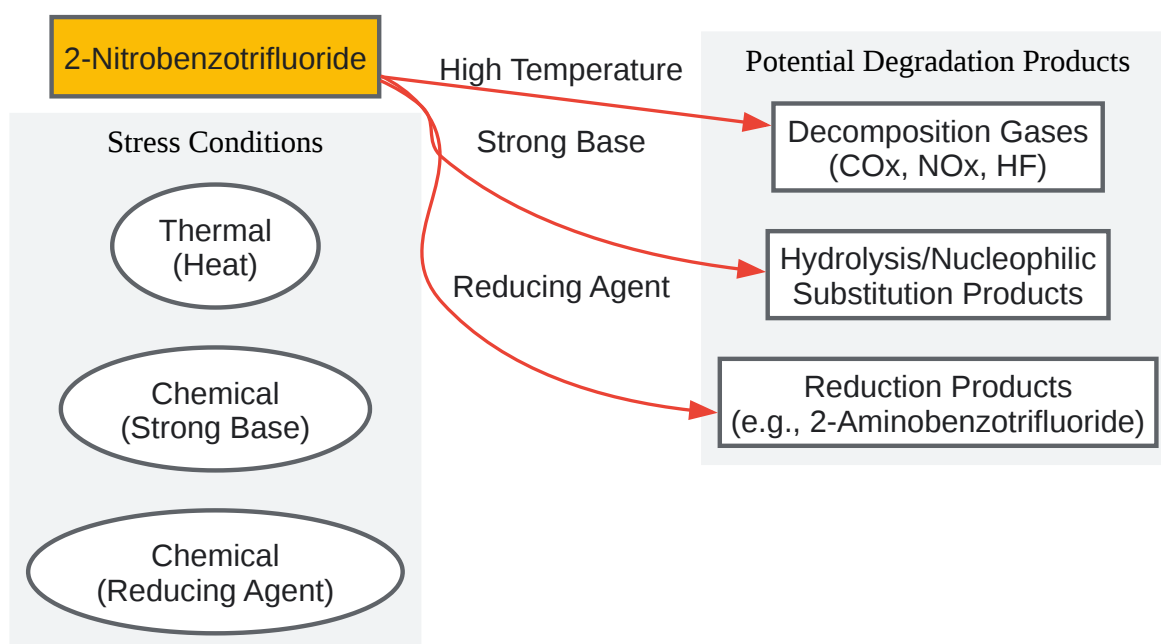 2-Nitrobenzotrifluoride
Stress Conditions
Thermal
(Heat)
Chemical
(Strong Base)
Chemical
(Reducing Agent)
High Temperature
Strong Base
Reducing Agent
Potential Degradation Products
Decomposition Gases
(COx, NOx, HF)
Hydrolysis/Nucleophilic
Substitution Products
Reduction Products
(e.g., 2-Aminobenzotrifluoride)